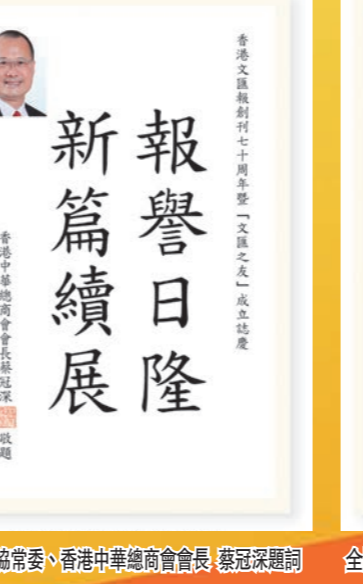 香港文匯報創刊七十周年暨「文匯之友」成立誌慶
報譽日隆
新篇續展
香港中華總商會會長蔡冠深
敬題
協常委、香港中華總商會會長 蔡冠深題詞
全